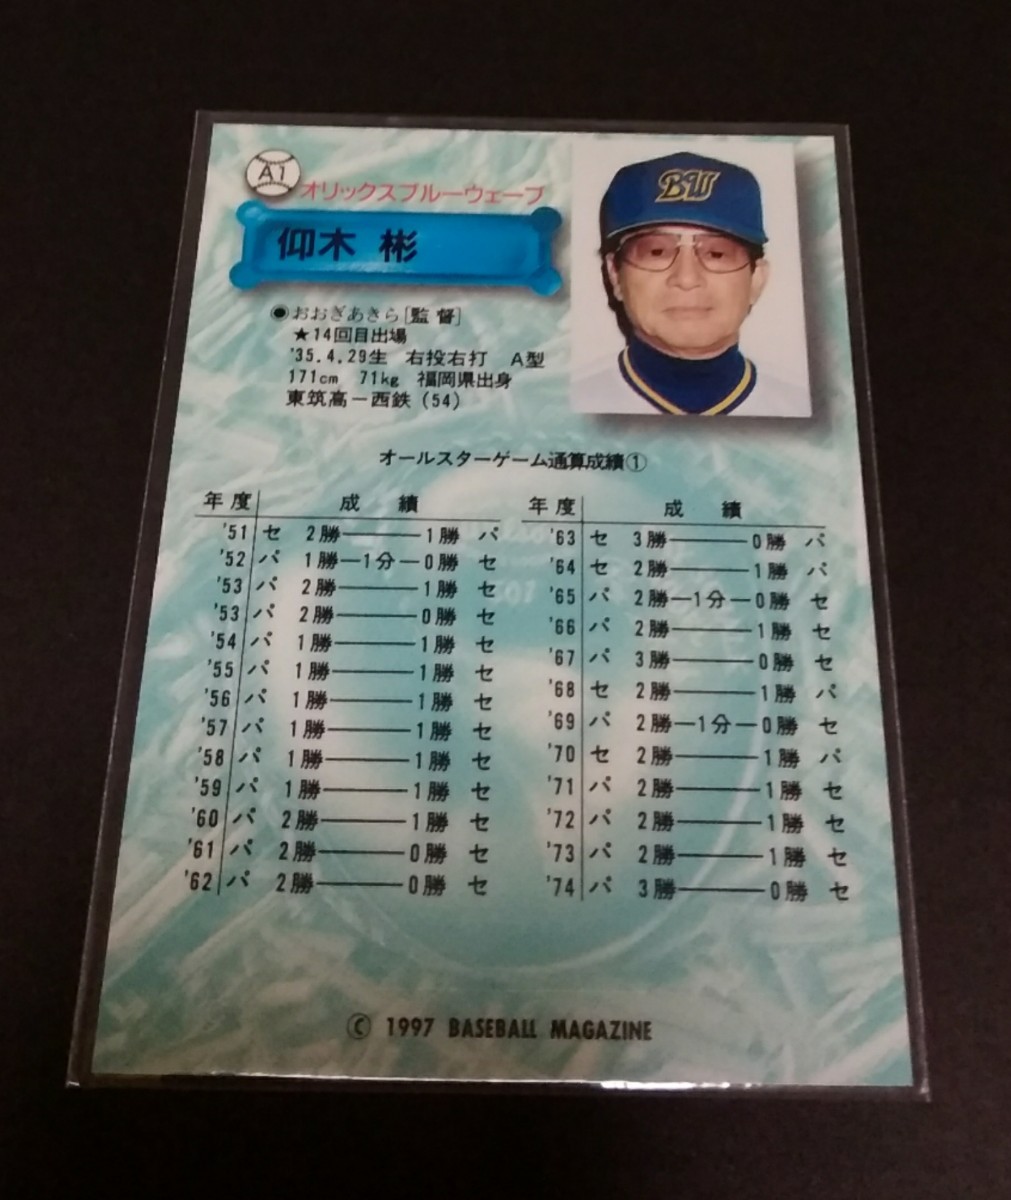 A1
オリックスブルーウェーブ
BW
仰木 彬
◉おおぎあきら[監督]
★14回目出場
'35.4.29生 右投右打 A型
171cm 71kg 福岡県出身
東筑高－西鉄(54)
オールスターゲーム通算成績①
年度 成績
'51 セ 2勝――1勝 パ
'52 パ 1勝―1分―0勝 セ
'53 パ 2勝――1勝 セ
'53 パ 2勝――0勝 セ
'54 パ 1勝――1勝 セ
'55 パ 1勝――1勝 セ
'56 パ 1勝――1勝 セ
'57 パ 1勝――1勝 セ
'58 パ 1勝――1勝 セ
'59 パ 1勝――1勝 セ
'60 パ 2勝――1勝 セ
'61 パ 2勝――0勝 セ
'62 パ 2勝――0勝 セ
年度 成績
'63 セ 3勝――0勝 パ
'64 セ 2勝――1勝 パ
'65 パ 2勝―1分―0勝 セ
'66 パ 2勝――1勝 セ
'67 パ 3勝――0勝 セ
'68 セ 2勝――1勝 パ
'69 パ 2勝―1分―0勝 セ
'70 セ 2勝――1勝 パ
'71 パ 2勝――1勝 セ
'72 パ 2勝――1勝 セ
'73 パ 2勝――1勝 セ
'74 パ 3勝――0勝 セ
© 1997 BASEBALL MAGAZINE